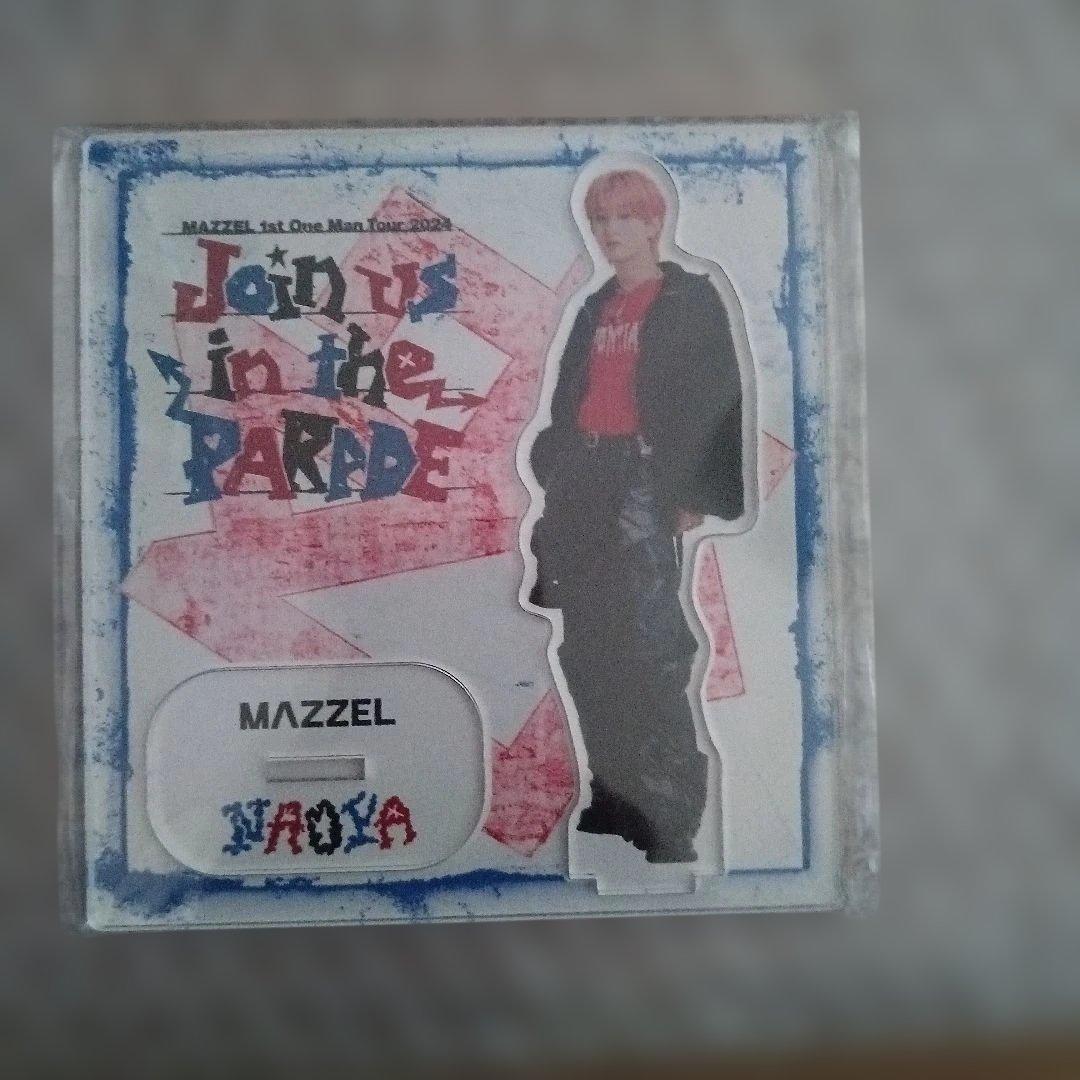 MAZZEL 1st One Man Tour 2024
Join us
in the
PARADE
MAZZEL
NAOYA